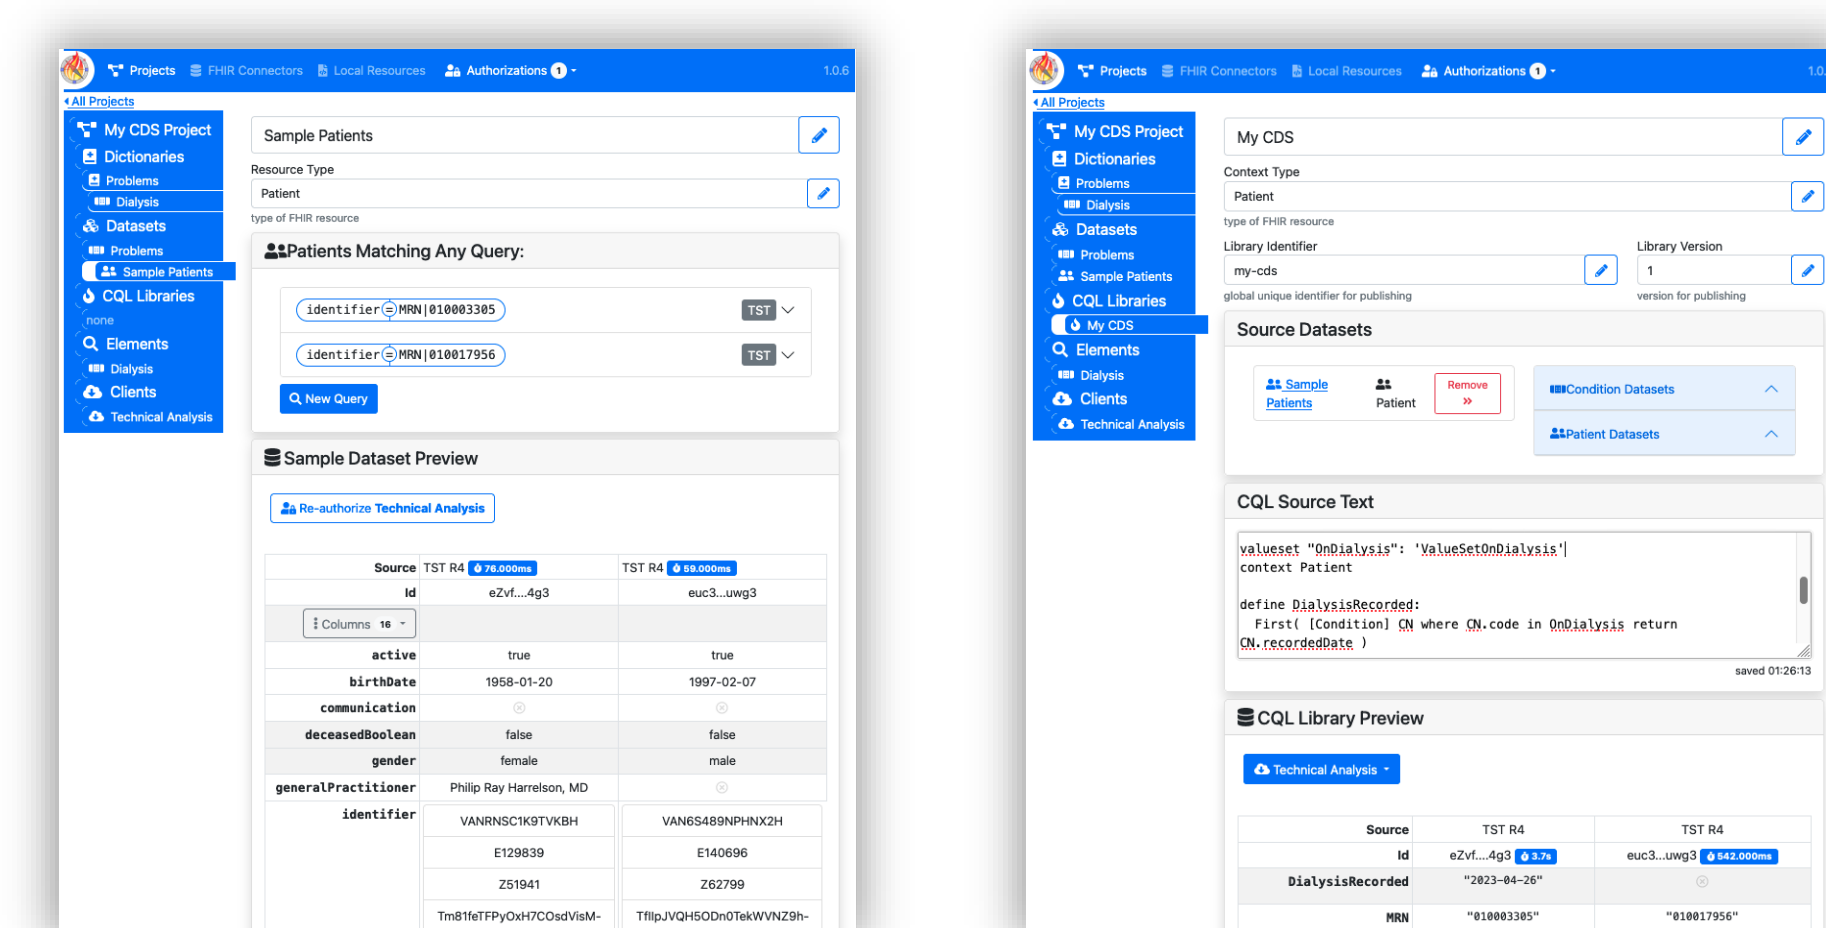 Projects FHIR Connectors Local Resources Authorizations 1 1.0.6
All Projects
My CDS Project
Dictionaries
Problems
Dialysis
Datasets
Problems
Sample Patients
CQL Libraries
none
Elements
Dialysis
Clients
Technical Analysis
Sample Patients
Resource Type
Patient
type of FHIR resource
Patients Matching Any Query:
identifier = MRN|010003305 TST
identifier = MRN|010017956 TST
New Query
Sample Dataset Preview
Re-authorize Technical Analysis
Source TST R4 76.000ms TST R4 59.000ms
Id eZvf....4g3 euc3...uwg3
Columns 16
active true true
birthDate 1958-01-20 1997-02-07
communication
deceasedBoolean false false
gender female male
generalPractitioner Philip Ray Harrelson, MD
identifier VANRNSC1K9TVKBH VAN6S489NPHNX2H
E129839 E140696
Z51941 Z62799
Tm81feTFPyOxH7COsdVisM- TfIlpJVQH5ODn0TekWVNZ9h-
Projects FHIR Connectors Local Resources Authorizations 1 1.0.
All Projects
My CDS Project
Dictionaries
Problems
Dialysis
Datasets
Problems
Sample Patients
CQL Libraries
My CDS
Elements
Dialysis
Clients
Technical Analysis
My CDS
Context Type
Patient
type of FHIR resource
Library Identifier Library Version
my-cds 1
global unique identifier for publishing version for publishing
Source Datasets
Sample Patients Patient Remove »
Condition Datasets
Patient Datasets
CQL Source Text
valueset "OnDialysis": 'ValueSetOnDialysis'
context Patient
define DialysisRecorded:
First( [Condition] CN where CN.code in OnDialysis return
CN.recordedDate )
saved 01:26:13
CQL Library Preview
Technical Analysis
Source TST R4 TST R4
Id eZvf....4g3 3.7s euc3...uwg3 542.000ms
DialysisRecorded "2023-04-26"
MRN "010003305" "010017956"